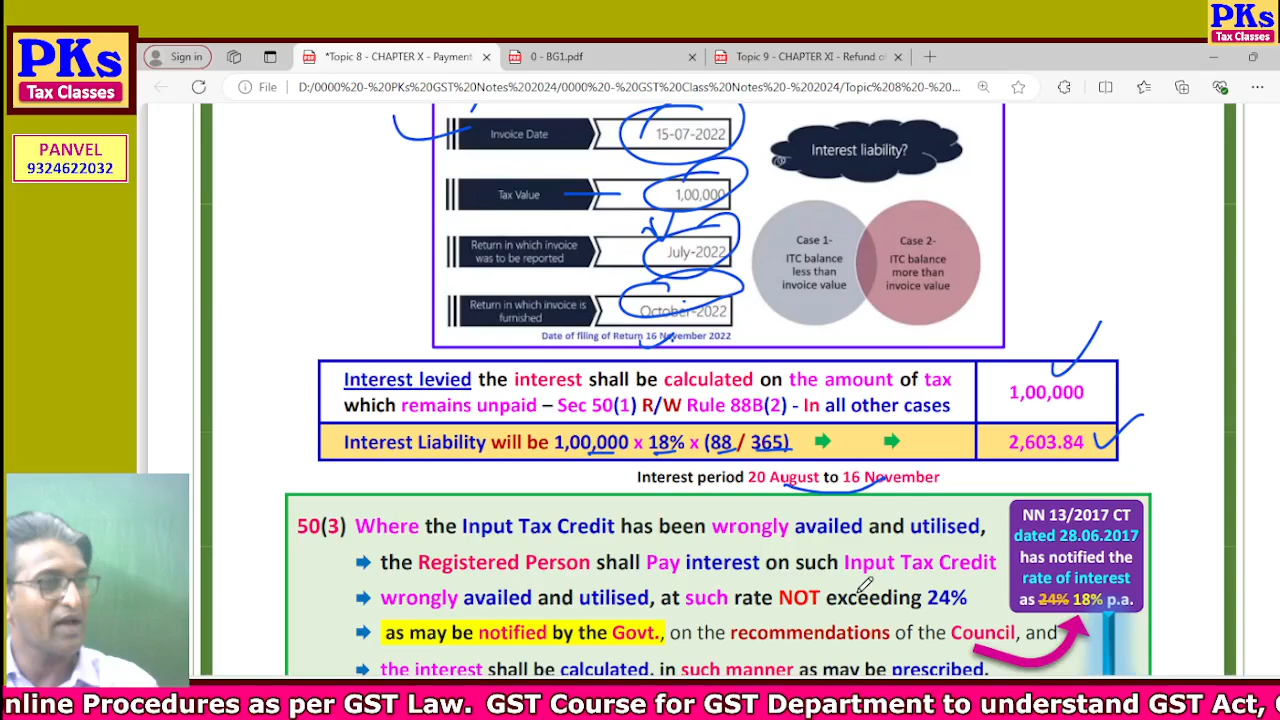 PKs
Tax Classes
PANVEL
9324622032
PKs
Tax Classes
Sign in
*Topic 8 - CHAPTER X - Payment
0 - BG1.pdf
Topic 9 - CHAPTER XI - Refund of
File
D:/0000%20-%20PKs%20GST%20Notes%202024/0000%20-%20GST%20Class%20Notes%20-%202024/Topic%208%20-%20...
Invoice Date
15-07-2022
Tax Value
1,00,000
Return in which invoice
was to be reported
July-2022
Return in which invoice is
furnished
October-2022
Date of filing of Return 16 November 2022
Interest liability?
Case 1-
ITC balance
less than
invoice value
Case 2-
ITC balance
more than
invoice value
Interest levied the interest shall be calculated on the amount of tax
which remains unpaid – Sec 50(1) R/W Rule 88B(2) - In all other cases
1,00,000
Interest Liability will be 1,00,000 x 18% x (88 / 365)
2,603.84
Interest period 20 August to 16 November
50(3) Where the Input Tax Credit has been wrongly availed and utilised,
the Registered Person shall Pay interest on such Input Tax Credit
wrongly availed and utilised, at such rate NOT exceeding 24%
as may be notified by the Govt., on the recommendations of the Council, and
the interest shall be calculated, in such manner as may be prescribed.
NN 13/2017 CT
dated 28.06.2017
has notified the
rate of interest
as 24% 18% p.a.
nline Procedures as per GST Law. GST Course for GST Department to understand GST Act,